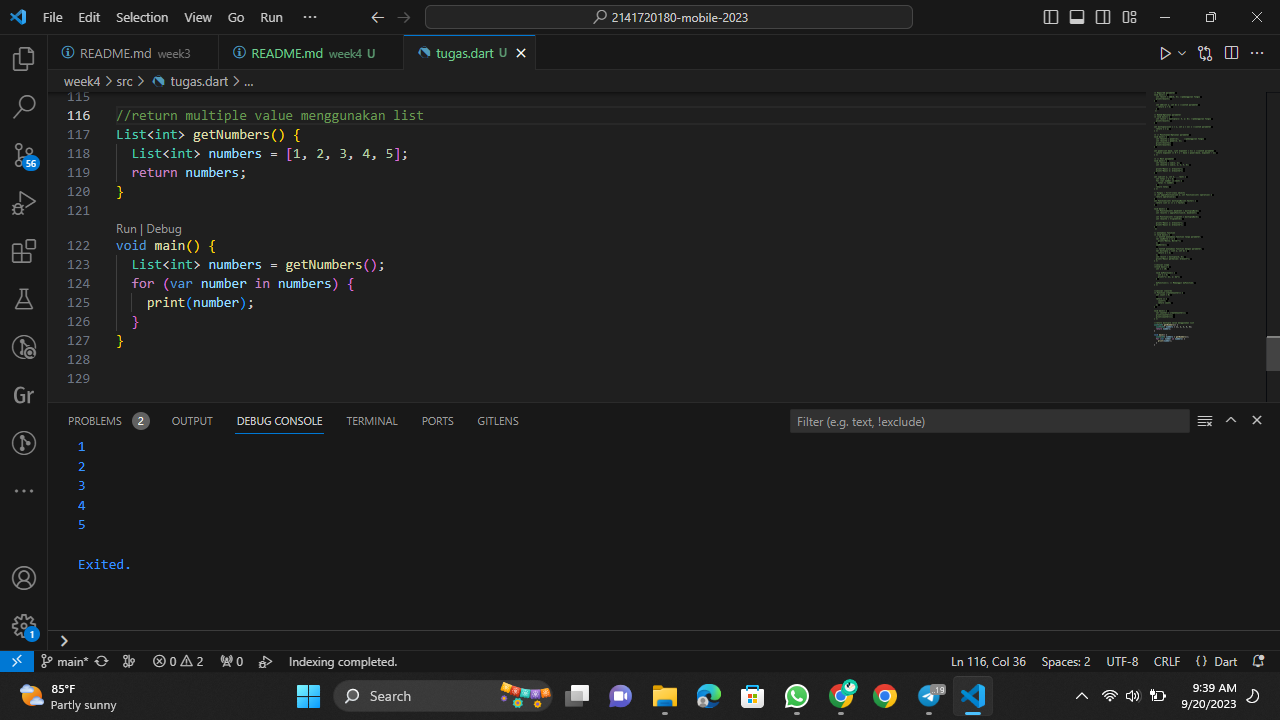 File Edit Selection View Go Run ···
2141720180-mobile-2023
README.md week3
README.md week4 U
tugas.dart U
week4 > src > tugas.dart > ...
115
116 //return multiple value menggunakan list
117 List<int> getNumbers() {
118 List<int> numbers = [1, 2, 3, 4, 5];
119 return numbers;
120 }
121
Run | Debug
122 void main() {
123 List<int> numbers = getNumbers();
124 for (var number in numbers) {
125 print(number);
126 }
127 }
128
129
56
Gr
1
PROBLEMS 2 OUTPUT DEBUG CONSOLE TERMINAL PORTS GITLENS
Filter (e.g. text, !exclude)
1
2
3
4
5
Exited.
main* 0 2 0 Indexing completed.
Ln 116, Col 36 Spaces: 2 UTF-8 CRLF {} Dart
85°F
Partly sunny
Search
19
9:39 AM
9/20/2023